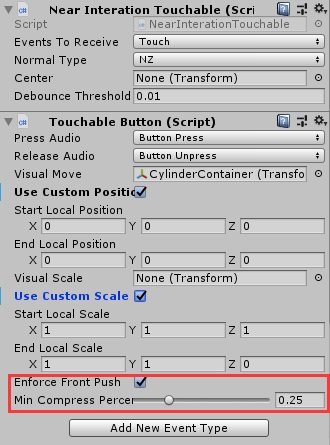 Near Interation Touchable (Scri
Script NearInterationTouchable
Events To Receive Touch
Normal Type NZ
Center None (Transform)
Debounce Threshold 0.01
Touchable Button (Script)
Press Audio Button Press
Release Audio Button Unpress
Visual Move CylinderContainer (Transfo
Use Custom Positio
Start Local Position
X 0 Y 0 Z 0
End Local Position
X 0 Y 0 Z 0
Visual Scale None (Transform)
Use Custom Scale
Start Local Scale
X 1 Y 1 Z 1
End Local Scale
X 1 Y 1 Z 0
Enforce Front Push
Min Compress Percer 0.25
Add New Event Type